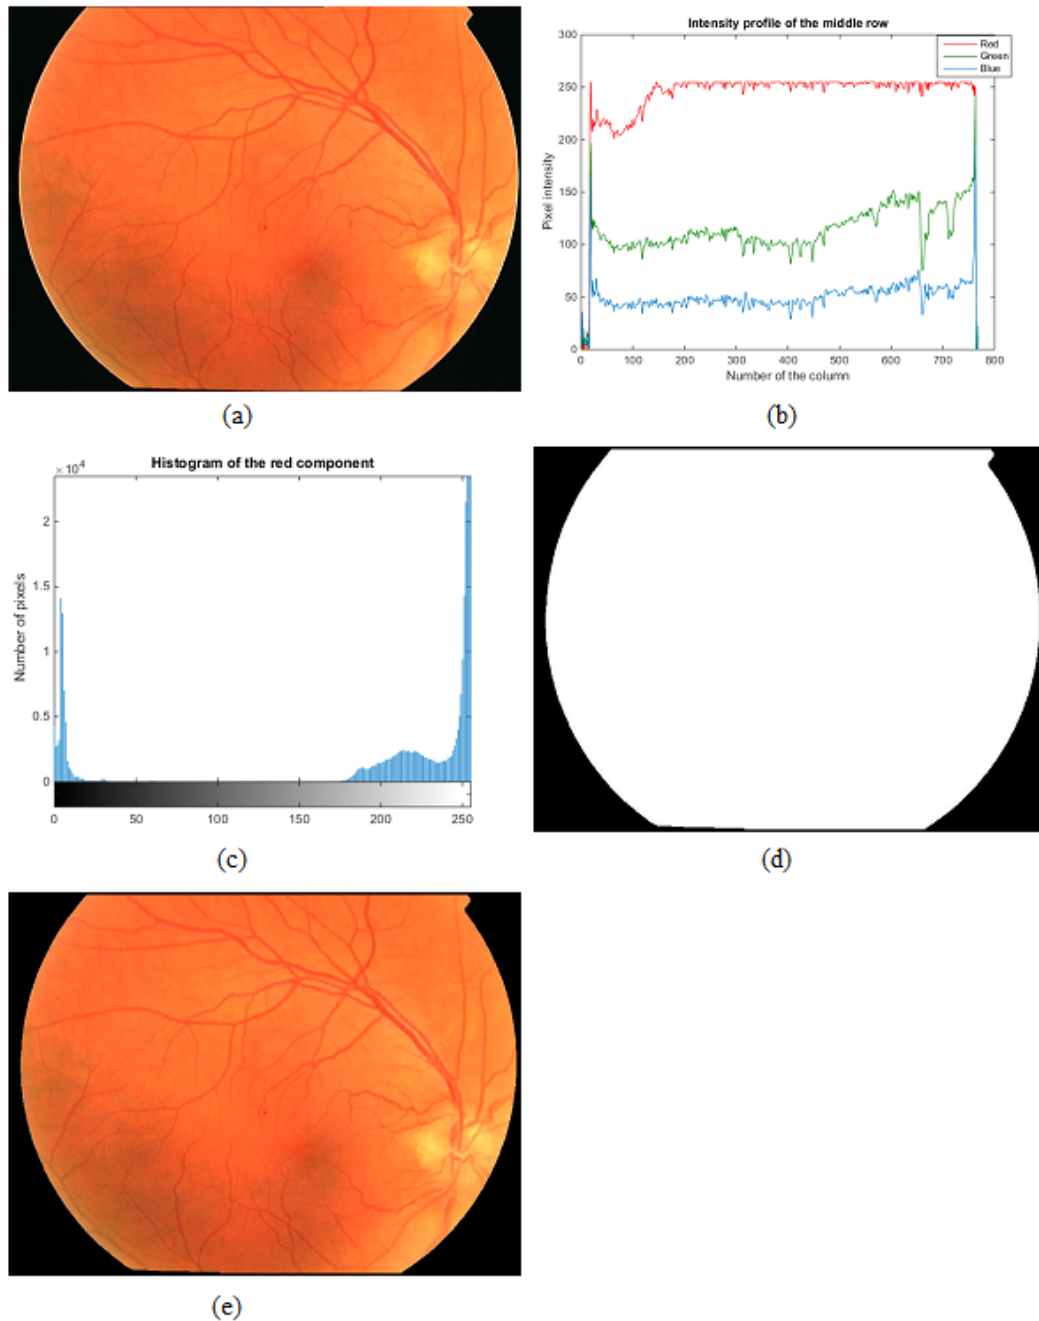 Intensity profile of the middle row
300
250
200
150
100
50
0
Pixel intensity
Red
Green
Blue
0 100 200 300 400 500 600 700 800
Number of the column
(a)
(b)
Histogram of the red component
× 10^4
2
1.5
1
0.5
0
Number of pixels
0 50 100 150 200 250
(c)
(d)
(e)